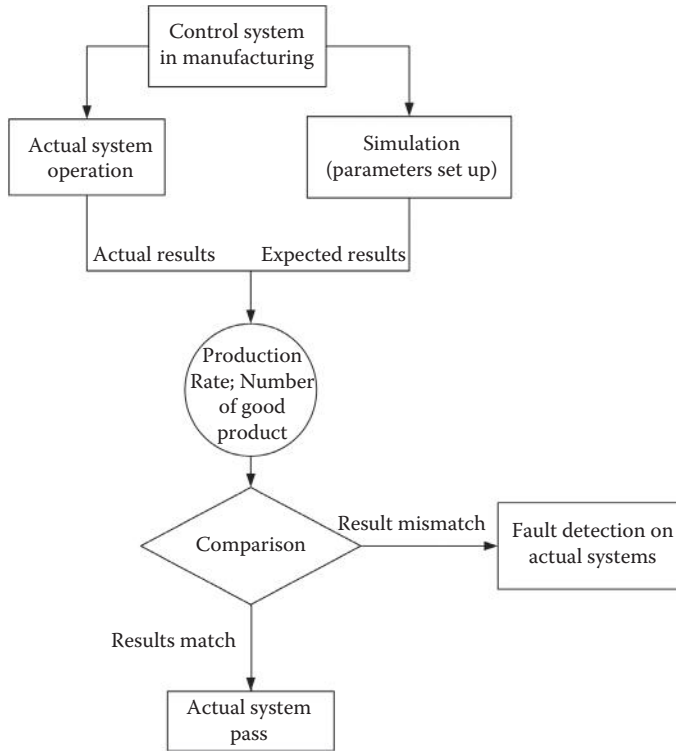 Control system
in manufacturing
Actual system
operation
Simulation
(parameters set up)
Actual results
Expected results
Production
Rate; Number
of good
product
Comparison
Result mismatch
Fault detection on
actual systems
Results match
Actual system
pass